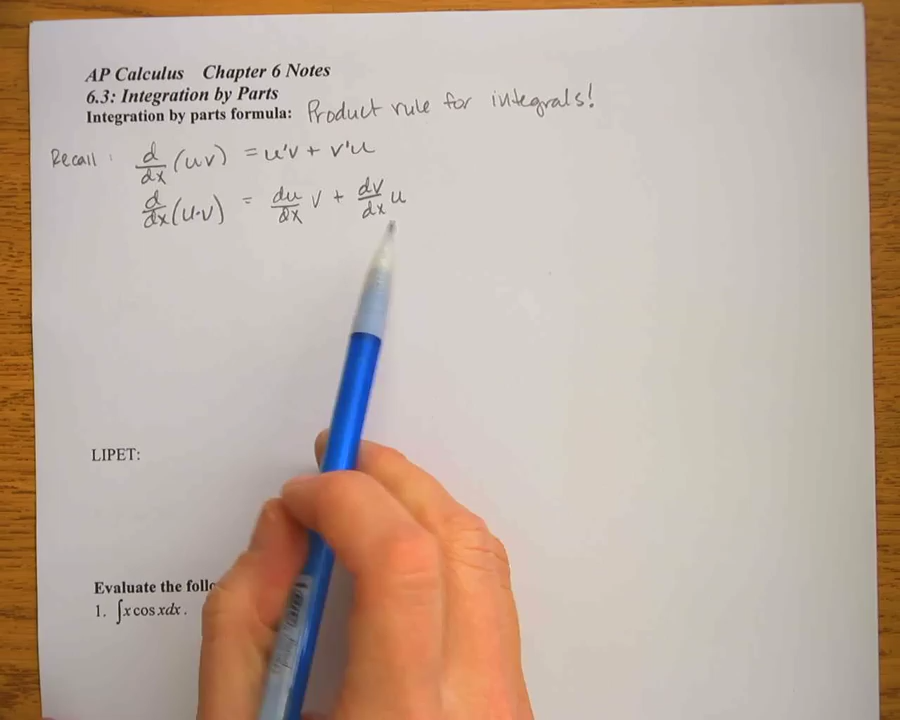 AP Calculus Chapter 6 Notes
6.3: Integration by Parts
Integration by parts formula: Product rule for integrals!
Recall: d/dx (uv) = u'v + v'u
d/dx (u·v) = du/dx v + dv/dx u
LIPET:
Evaluate the follo
1. ∫x cos xdx.